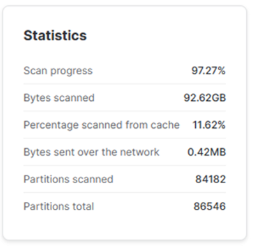 Statistics
Scan progress 97.27%
Bytes scanned 92.62GB
Percentage scanned from cache 11.62%
Bytes sent over the network 0.42MB
Partitions scanned 84182
Partitions total 86546